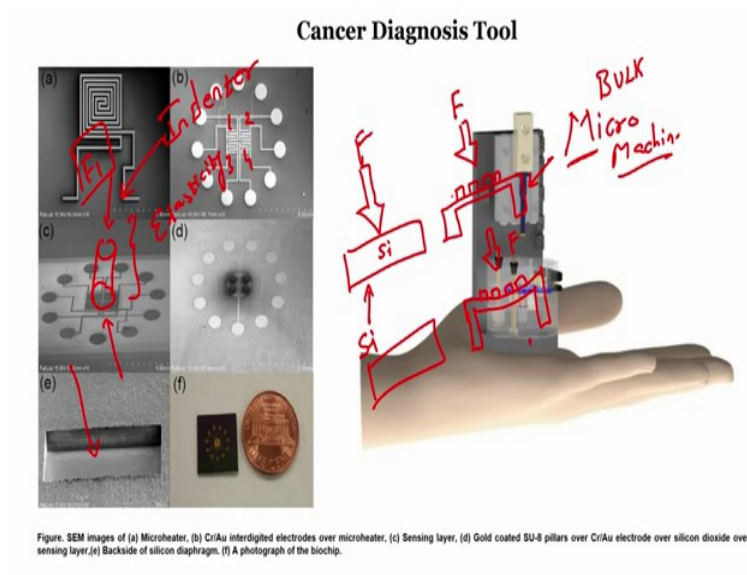 Cancer Diagnosis Tool
(a)
(b)
Indentor
F1
1 2
3 4
Elasticity
(c)
(d)
(e)
(f)
F
Si
Si
F
F
BULK
Micro
Machin.
Figure. SEM images of (a) Microheater, (b) Cr/Au interdigited electrodes over microheater, (c) Sensing layer, (d) Gold coated SU-8 pillars over Cr/Au electrode over silicon dioxide ove
sensing layer,(e) Backside of silicon diaphragm. (f) A photograph of the biochip.